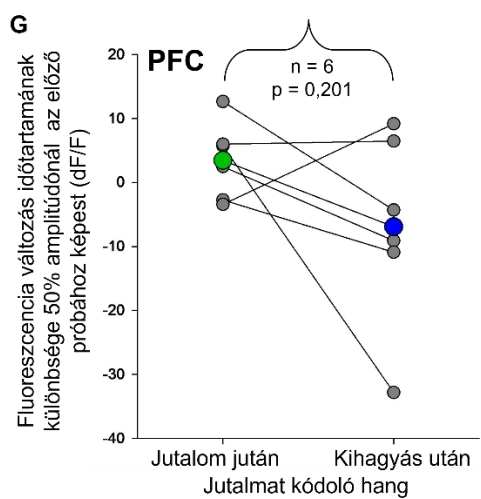 G
Fluoreszcencia változás időtartamának
különbsége 50% amplitúdónál az előző
próbához képest (dF/F)
PFC
n = 6
p = 0,201
20
10
0
-10
-20
-30
-40
Jutalom jután
Kihagyás után
Jutalmat kódoló hang